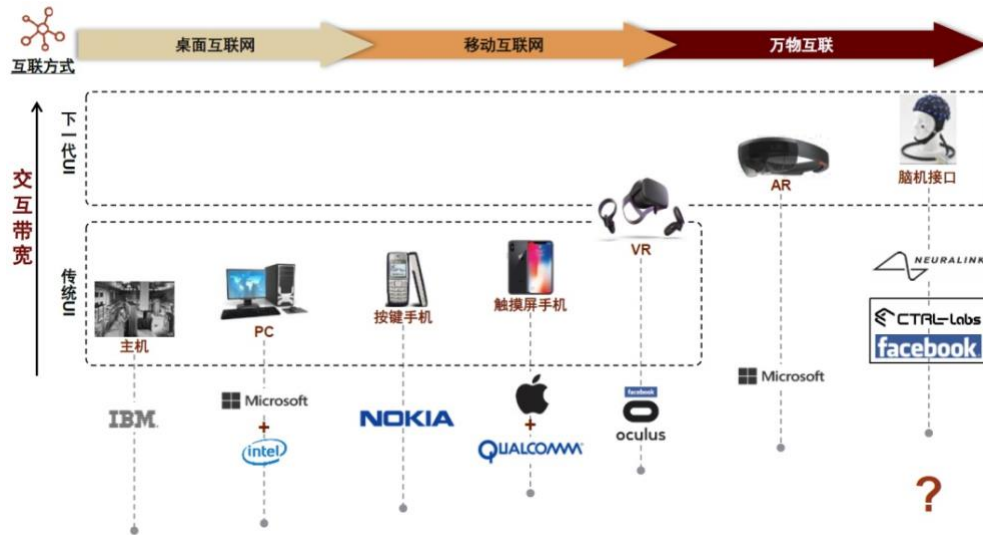 互联方式
桌面互联网
移动互联网
万物互联
交互带宽
下一代UI
AR
脑机接口
VR
传统UI
主机
PC
按键手机
触摸屏手机
NEURALINK
CTRL-Labs
facebook
IBM
Microsoft
+
intel
NOKIA
+
QUALCOMM
facebook
oculus
Microsoft
?